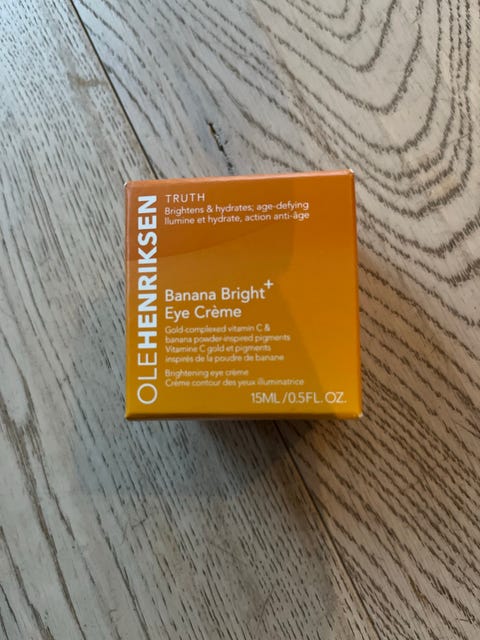 OLEHENRIKSEN
TRUTH
Brightens & hydrates; age-defying
Ilumine et hydrate, action anti-âge
Banana Bright+
Eye Crème
Gold-complexed vitamin C &
banana powder-inspired pigments
Vitamine C gold et pigments
inspirés de la poudre de banane
Brightening eye crème
Crème contour des yeux illuminatrice
15ML/0.5FL. OZ.